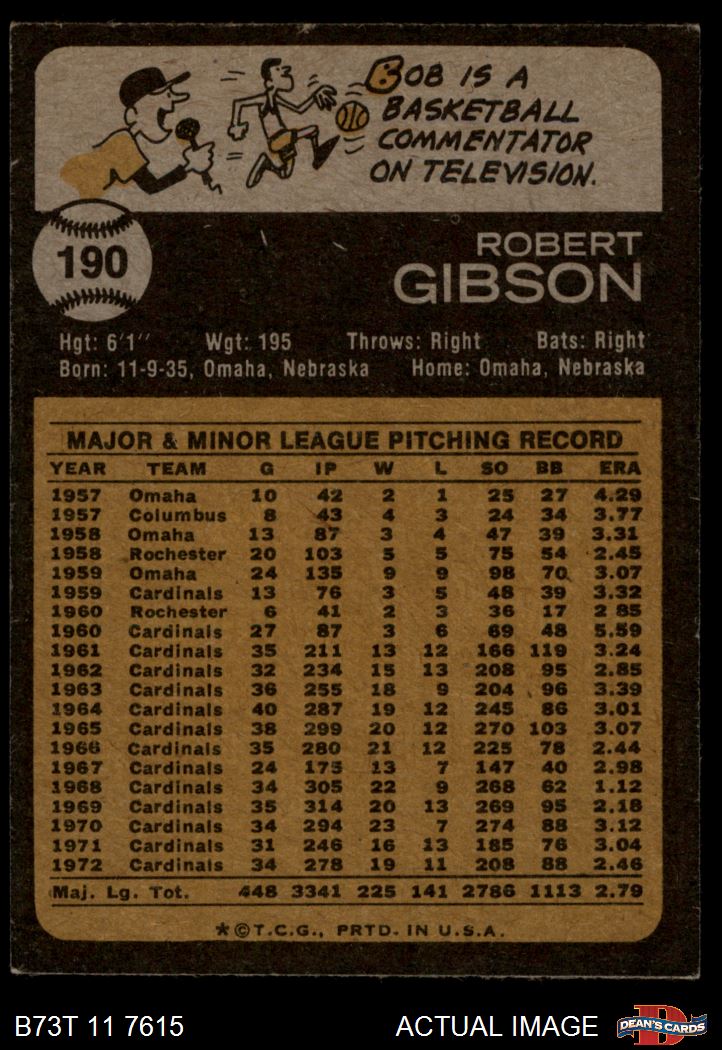 BOB IS A
BASKETBALL
COMMENTATOR
ON TELEVISION.
190
ROBERT
GIBSON
Hgt: 6'1" Wgt: 195 Throws: Right Bats: Right
Born: 11-9-35, Omaha, Nebraska Home: Omaha, Nebraska
MAJOR & MINOR LEAGUE PITCHING RECORD
YEAR TEAM G IP W L SO BB ERA
1957 Omaha 10 42 2 1 25 27 4.29
1957 Columbus 8 43 4 3 24 34 3.77
1958 Omaha 13 87 3 4 47 39 3.31
1958 Rochester 20 103 5 5 75 54 2.45
1959 Omaha 24 135 9 9 98 70 3.07
1959 Cardinals 13 76 3 5 48 39 3.32
1960 Rochester 6 41 2 3 36 17 2 85
1960 Cardinals 27 87 3 6 69 48 5.59
1961 Cardinals 35 211 13 12 166 119 3.24
1962 Cardinals 32 234 15 13 208 95 2.85
1963 Cardinals 36 255 18 9 204 96 3.39
1964 Cardinals 40 287 19 12 245 86 3.01
1965 Cardinals 38 299 20 12 270 103 3.07
1966 Cardinals 35 280 21 12 225 78 2.44
1967 Cardinals 24 175 13 7 147 40 2.98
1968 Cardinals 34 305 22 9 268 62 1.12
1969 Cardinals 35 314 20 13 269 95 2.18
1970 Cardinals 34 294 23 7 274 88 3.12
1971 Cardinals 31 246 16 13 185 76 3.04
1972 Cardinals 34 278 19 11 208 88 2.46
Maj. Lg. Tot. 448 3341 225 141 2786 1113 2.79
★©T.C.G., PRTD. IN U.S.A.
B73T 11 7615 ACTUAL IMAGE D DEAN'S CARDS